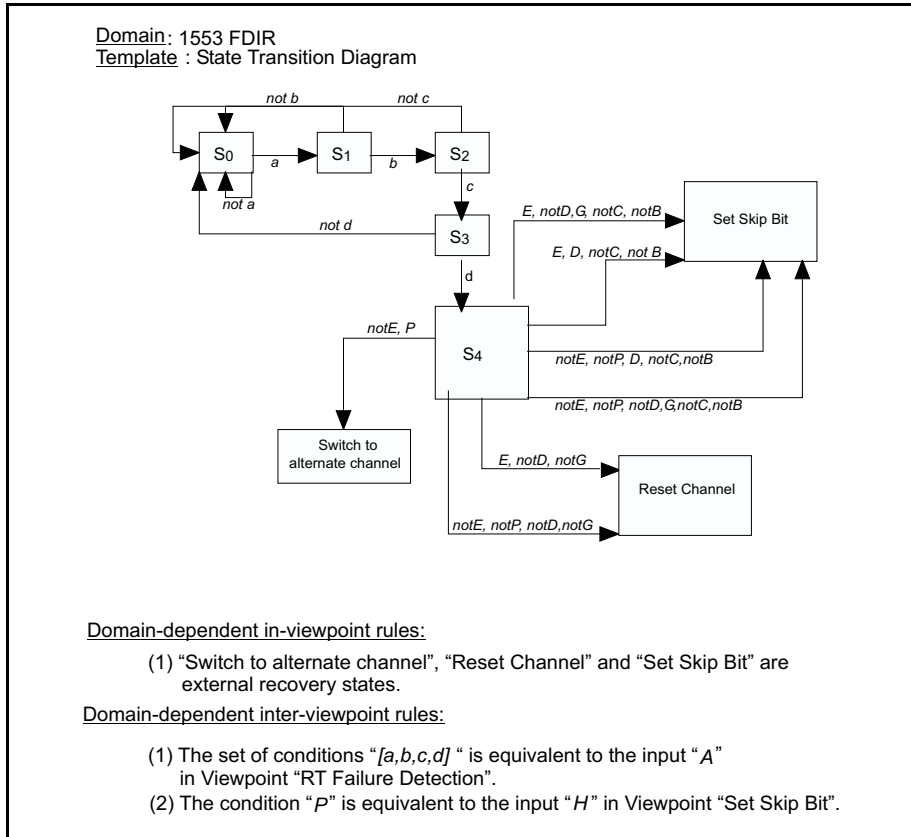 Domain: 1553 FDIR
Template : State Transition Diagram
not b
not c
S0
a
S1
b
S2
not a
c
not d
S3
E, notD,G, notC, notB
Set Skip Bit
E, D, notC, not B
d
notE, P
S4
notE, notP, D, notC,notB
notE, notP, notD,G,notC,notB
Switch to
alternate channel
E, notD, notG
Reset Channel
notE, notP, notD,notG
Domain-dependent in-viewpoint rules:
(1) “Switch to alternate channel”, “Reset Channel” and “Set Skip Bit” are
external recovery states.
Domain-dependent inter-viewpoint rules:
(1) The set of conditions “[a,b,c,d] “ is equivalent to the input “A”
in Viewpoint “RT Failure Detection”.
(2) The condition “P” is equivalent to the input “H” in Viewpoint “Set Skip Bit”.